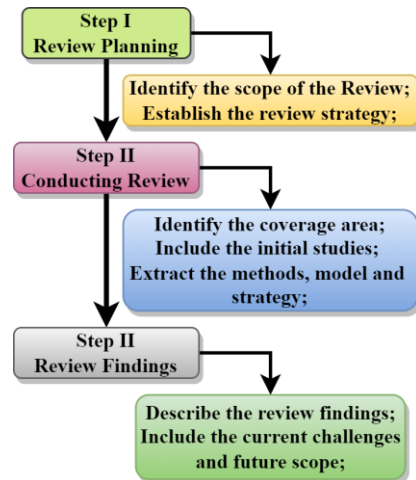 Step I
Review Planning
Identify the scope of the Review;
Establish the review strategy;
Step II
Conducting Review
Identify the coverage area;
Include the initial studies;
Extract the methods, model and
strategy;
Step II
Review Findings
Describe the review findings;
Include the current challenges
and future scope;